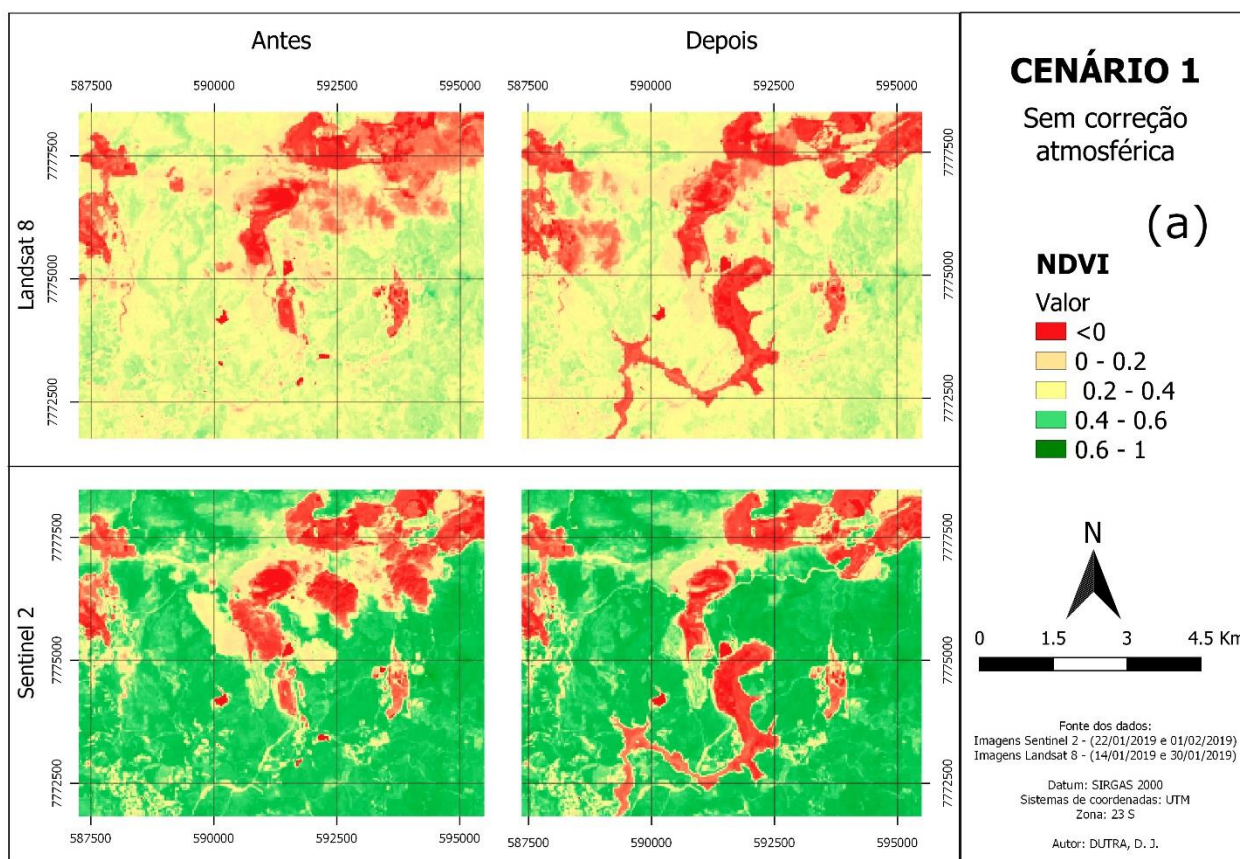 Antes
Depois
587500 590000 592500 595000
587500 590000 592500 595000
Landsat 8
7777500
7775000
7772500
7777500
7775000
7772500
Sentinel 2
7777500
7775000
7772500
7777500
7775000
7772500
587500 590000 592500 595000
587500 590000 592500 595000
CENÁRIO 1
Sem correção
atmosférica
(a)
NDVI
Valor
<0
0 - 0.2
0.2 - 0.4
0.4 - 0.6
0.6 - 1
N
0 1.5 3 4.5 Km
Fonte dos dados:
Imagens Sentinel 2 - (22/01/2019 e 01/02/2019)
Imagens Landsat 8 - (14/01/2019 e 30/01/2019)
Datum: SIRGAS 2000
Sistemas de coordenadas: UTM
Zona: 23 S
Autor: DUTRA, D. J.